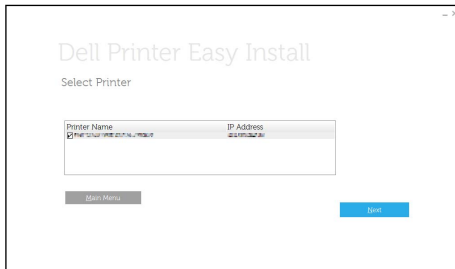 Dell Printer Easy Install
Select Printer
Printer Name IP Address
Main Menu
Next